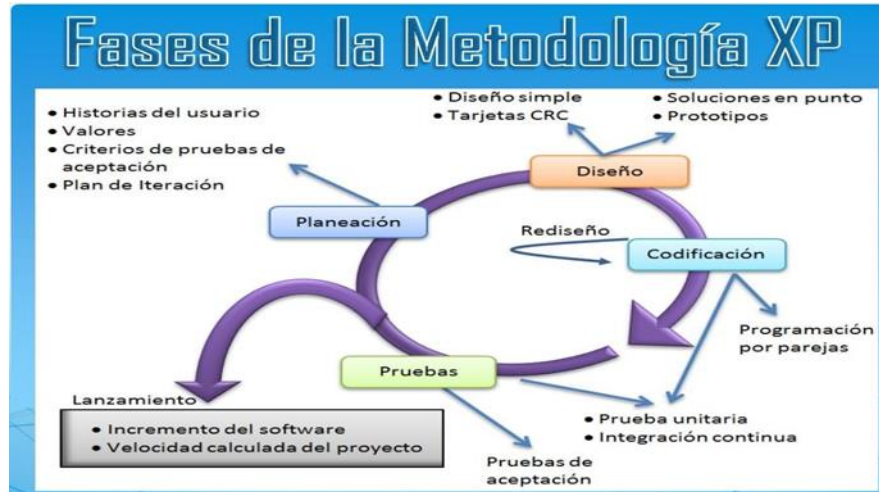 Fases de la Metodología XP
• Historias del usuario
• Valores
• Criterios de pruebas de
aceptación
• Plan de Iteración
• Diseño simple
• Tarjetas CRC
• Soluciones en punto
• Prototipos
Diseño
Planeación
Rediseño
Codificación
Programación
por parejas
Pruebas
Lanzamiento
• Incremento del software
• Velocidad calculada del proyecto
• Prueba unitaria
• Integración continua
Pruebas de
aceptación